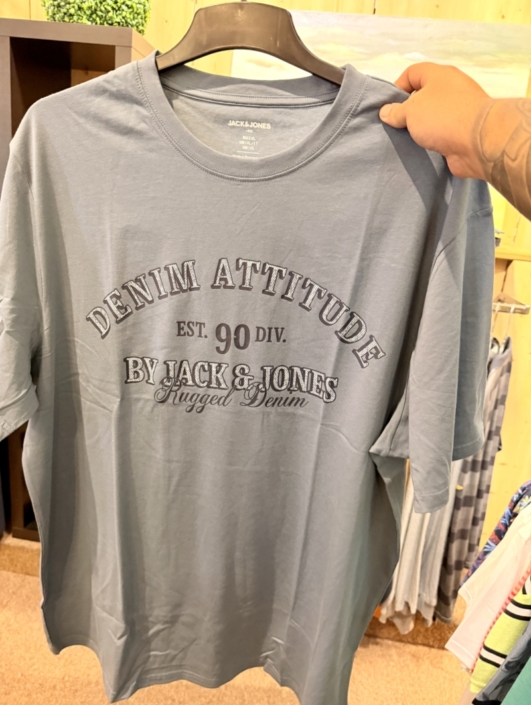 JACK&JONES
DENIM ATTITUDE
EST. 90 DIV.
BY JACK & JONES
Rugged Denim